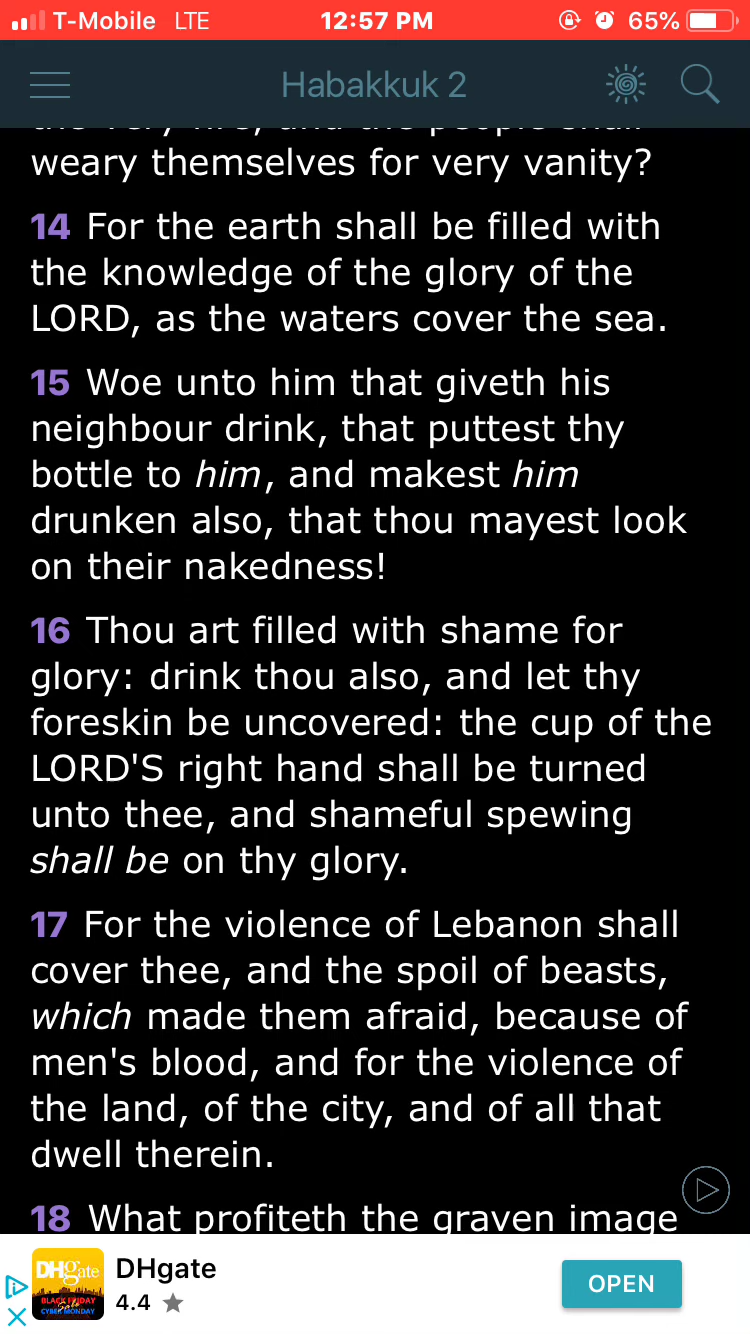 T-Mobile LTE 12:57 PM 65%
Habakkuk 2
weary themselves for very vanity?
14 For the earth shall be filled with
the knowledge of the glory of the
LORD, as the waters cover the sea.
15 Woe unto him that giveth his
neighbour drink, that puttest thy
bottle to him, and makest him
drunken also, that thou mayest look
on their nakedness!
16 Thou art filled with shame for
glory: drink thou also, and let thy
foreskin be uncovered: the cup of the
LORD'S right hand shall be turned
unto thee, and shameful spewing
shall be on thy glory.
17 For the violence of Lebanon shall
cover thee, and the spoil of beasts,
which made them afraid, because of
men's blood, and for the violence of
the land, of the city, and of all that
dwell therein.
18 What profiteth the graven image
DHgate
BLACK FRIDAY
Sale
CYBER MONDAY
DHgate
4.4
OPEN